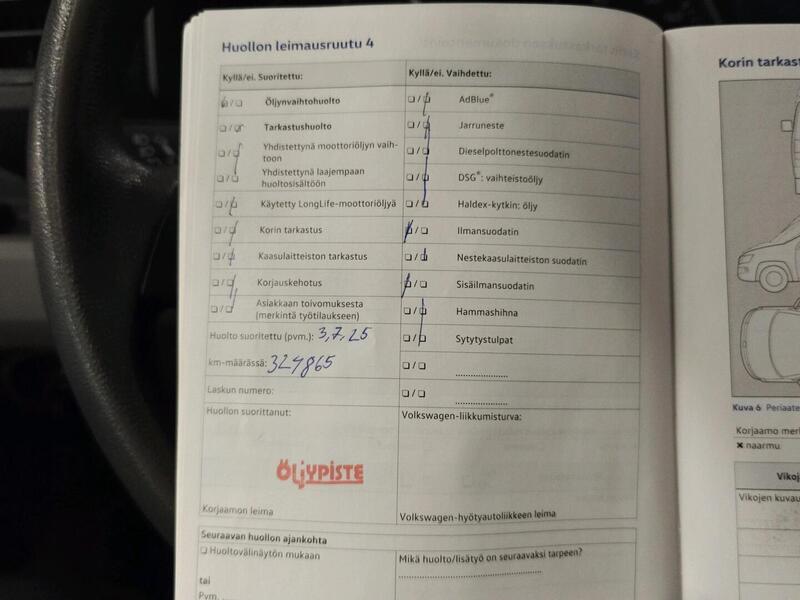 Huollon leimausruutu 4
Kyllä/ei. Suoritettu:
Öljynvaihtohuolto
Tarkastushuolto
Yhdistettynä moottoriöljyn vaih-
toon
Yhdistettynä laajempaan
huoltosisältöön
Käytetty LongLife-moottoriöljyä
Korin tarkastus
Kaasulaitteiston tarkastus
Korjauskehotus
Asiakkaan toivomuksesta
(merkintä työtilaukseen)
Huolto suoritettu (pvm.): 3,7,25
km-määrässä: 324865
Laskun numero:
Huollon suorittanut:
ÖLJYPISTE
Korjaamon leima
Kyllä/ei. Vaihdettu:
AdBlue®
Jarruneste
Dieselpolttonestesuodatin
DSG®: vaihteistoöljy
Haldex-kytkin: öljy
Ilmansuodatin
Nestekaasulaitteiston suodatin
Sisäilmansuodatin
Hammashihna
Sytytystulpat
Volkswagen-liikkumisturva:
Volkswagen-hyötyautoliikkeen leima
Seuraavan huollon ajankohta
Huoltovälinäytön mukaan
tai
Pvm.
Mikä huolto/lisätyö on seuraavaksi tarpeen?
Korin tarkast
Kuva 6 Periaate
Korjaamo mer
✖ naarmu
Vikoj
Vikojen kuvau